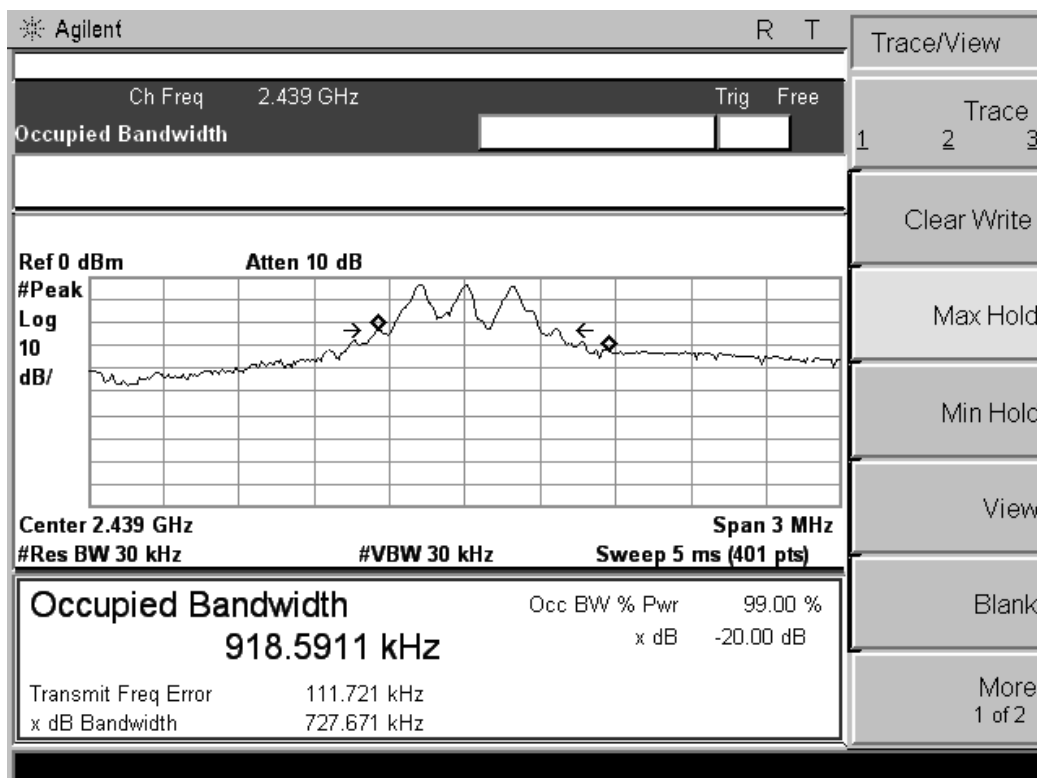 Agilent R T
Trace/View
Ch Freq 2.439 GHz Trig Free
Occupied Bandwidth
Trace
1 2 3
Clear Write
Ref 0 dBm Atten 10 dB
#Peak
Log
10
dB/
Max Hold
Min Hold
View
Center 2.439 GHz Span 3 MHz
#Res BW 30 kHz #VBW 30 kHz Sweep 5 ms (401 pts)
Occupied Bandwidth Occ BW % Pwr 99.00 %
918.5911 kHz x dB -20.00 dB
Transmit Freq Error 111.721 kHz
x dB Bandwidth 727.671 kHz
Blank
More
1 of 2